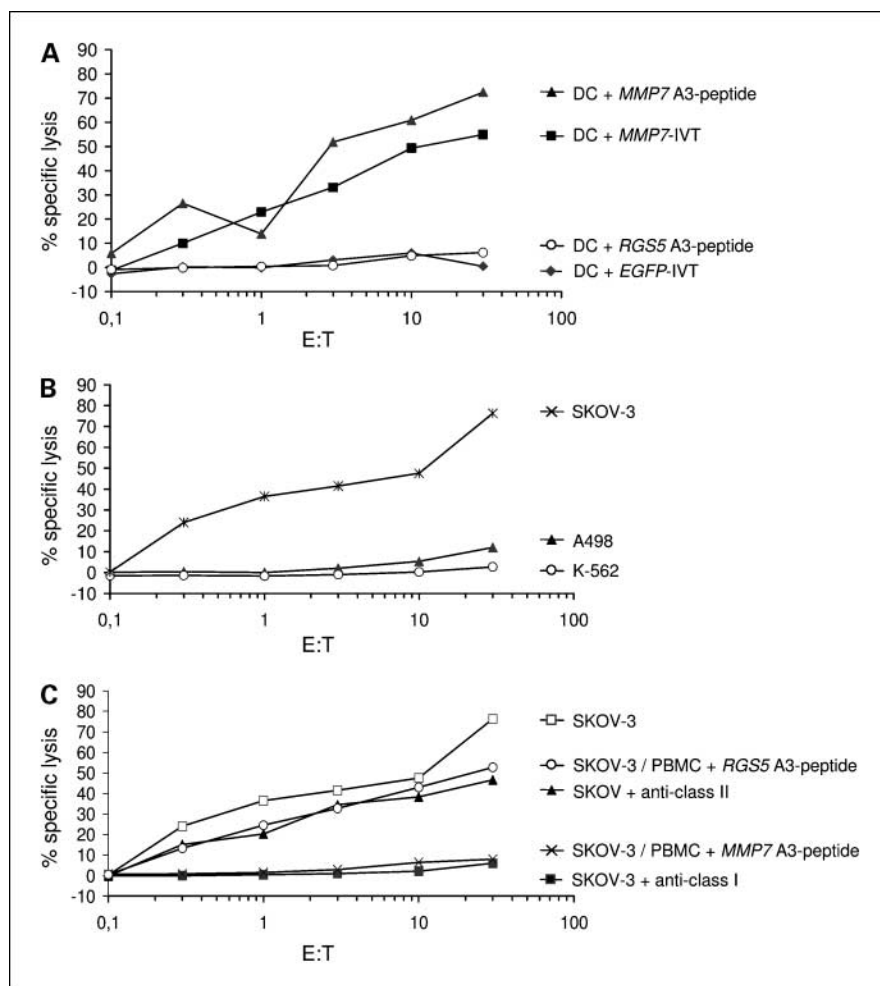 A
90
80
70
60
50
40
30
20
10
0
-10
% specific lysis
0,1
1
10
100
E:T
DC + MMP7 A3-peptide
DC + MMP7-IVT
DC + RGS5 A3-peptide
DC + EGFP-IVT
B
90
80
70
60
50
40
30
20
10
0
-10
% specific lysis
0,1
1
10
100
E:T
SKOV-3
A498
K-562
C
90
80
70
60
50
40
30
20
10
0
-10
% specific lysis
0,1
1
10
100
E:T
SKOV-3
SKOV-3 / PBMC + RGS5 A3-peptide
SKOV + anti-class II
SKOV-3 / PBMC + MMP7 A3-peptide
SKOV-3 + anti-class I